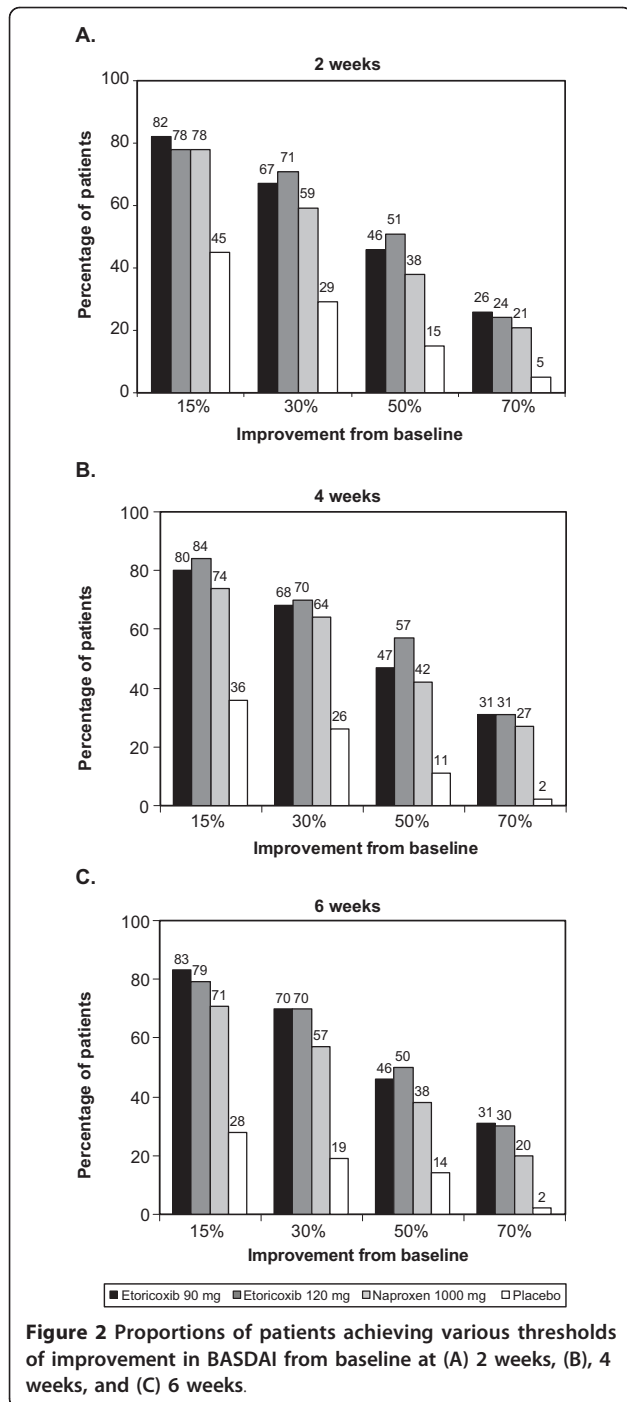 A.
2 weeks
100
80
60
40
20
0
Percentage of patients
82 78 78 45
67 71 59 29
46 51 38 15
26 24 21 5
15% 30% 50% 70%
Improvement from baseline
B.
4 weeks
100
80
60
40
20
0
Percentage of patients
80 84 74 36
68 70 64 26
47 57 42 11
31 31 27 2
15% 30% 50% 70%
Improvement from baseline
C.
6 weeks
100
80
60
40
20
0
Percentage of patients
83 79 71 28
70 70 57 19
46 50 38 14
31 30 20 2
15% 30% 50% 70%
Improvement from baseline
Etoricoxib 90 mg Etoricoxib 120 mg Naproxen 1000 mg Placebo
Figure 2 Proportions of patients achieving various thresholds
of improvement in BASDAI from baseline at (A) 2 weeks, (B), 4
weeks, and (C) 6 weeks.